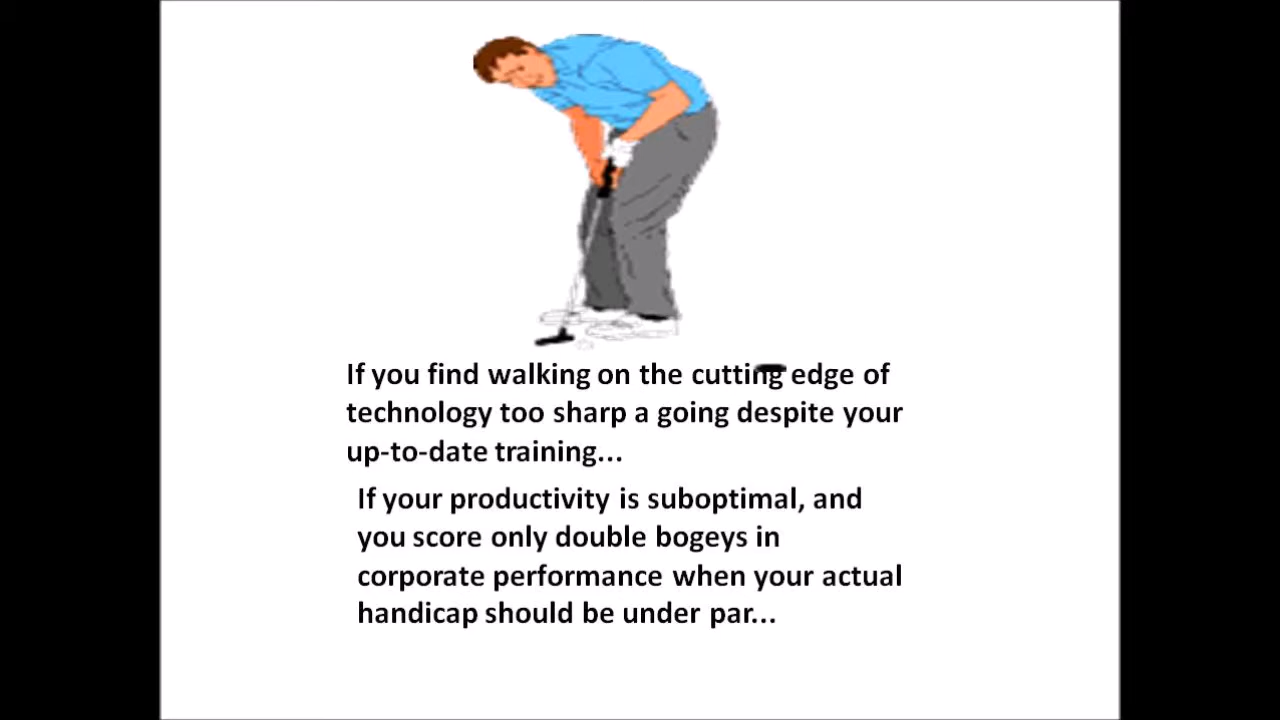 If you find walking on the cutting edge of
technology too sharp a going despite your
up-to-date training...
If your productivity is suboptimal, and
you score only double bogeys in
corporate performance when your actual
handicap should be under par...